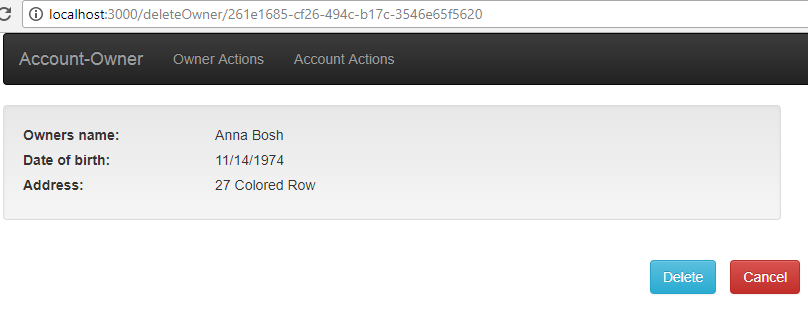 localhost:3000/deleteOwner/261e1685-cf26-494c-b17c-3546e65f5620
Account-Owner Owner Actions Account Actions
Owners name: Anna Bosh
Date of birth: 11/14/1974
Address: 27 Colored Row
Delete Cancel